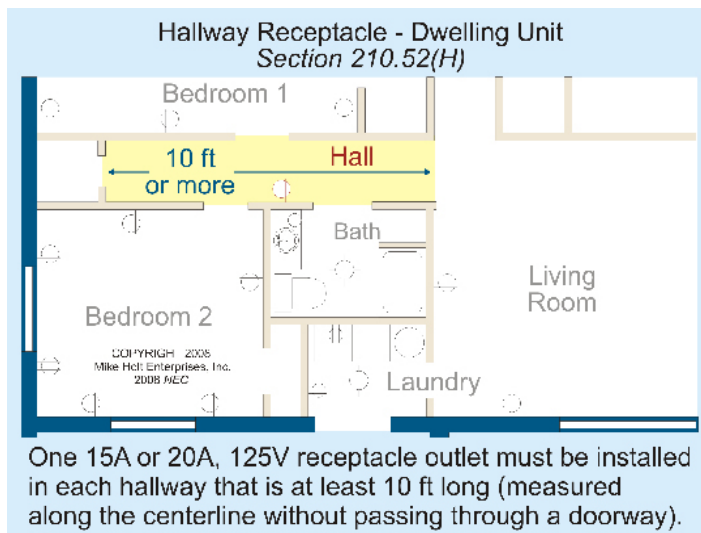 Hallway Receptacle - Dwelling Unit
Section 210.52(H)
Bedroom 1
10 ft
or more
Hall
Bath
Living
Room
Bedroom 2
COPYRIGH 2008
Mike Holt Enterprises, Inc.
2008 NEC
Laundry
One 15A or 20A, 125V receptacle outlet must be installed
in each hallway that is at least 10 ft long (measured
along the centerline without passing through a doorway).